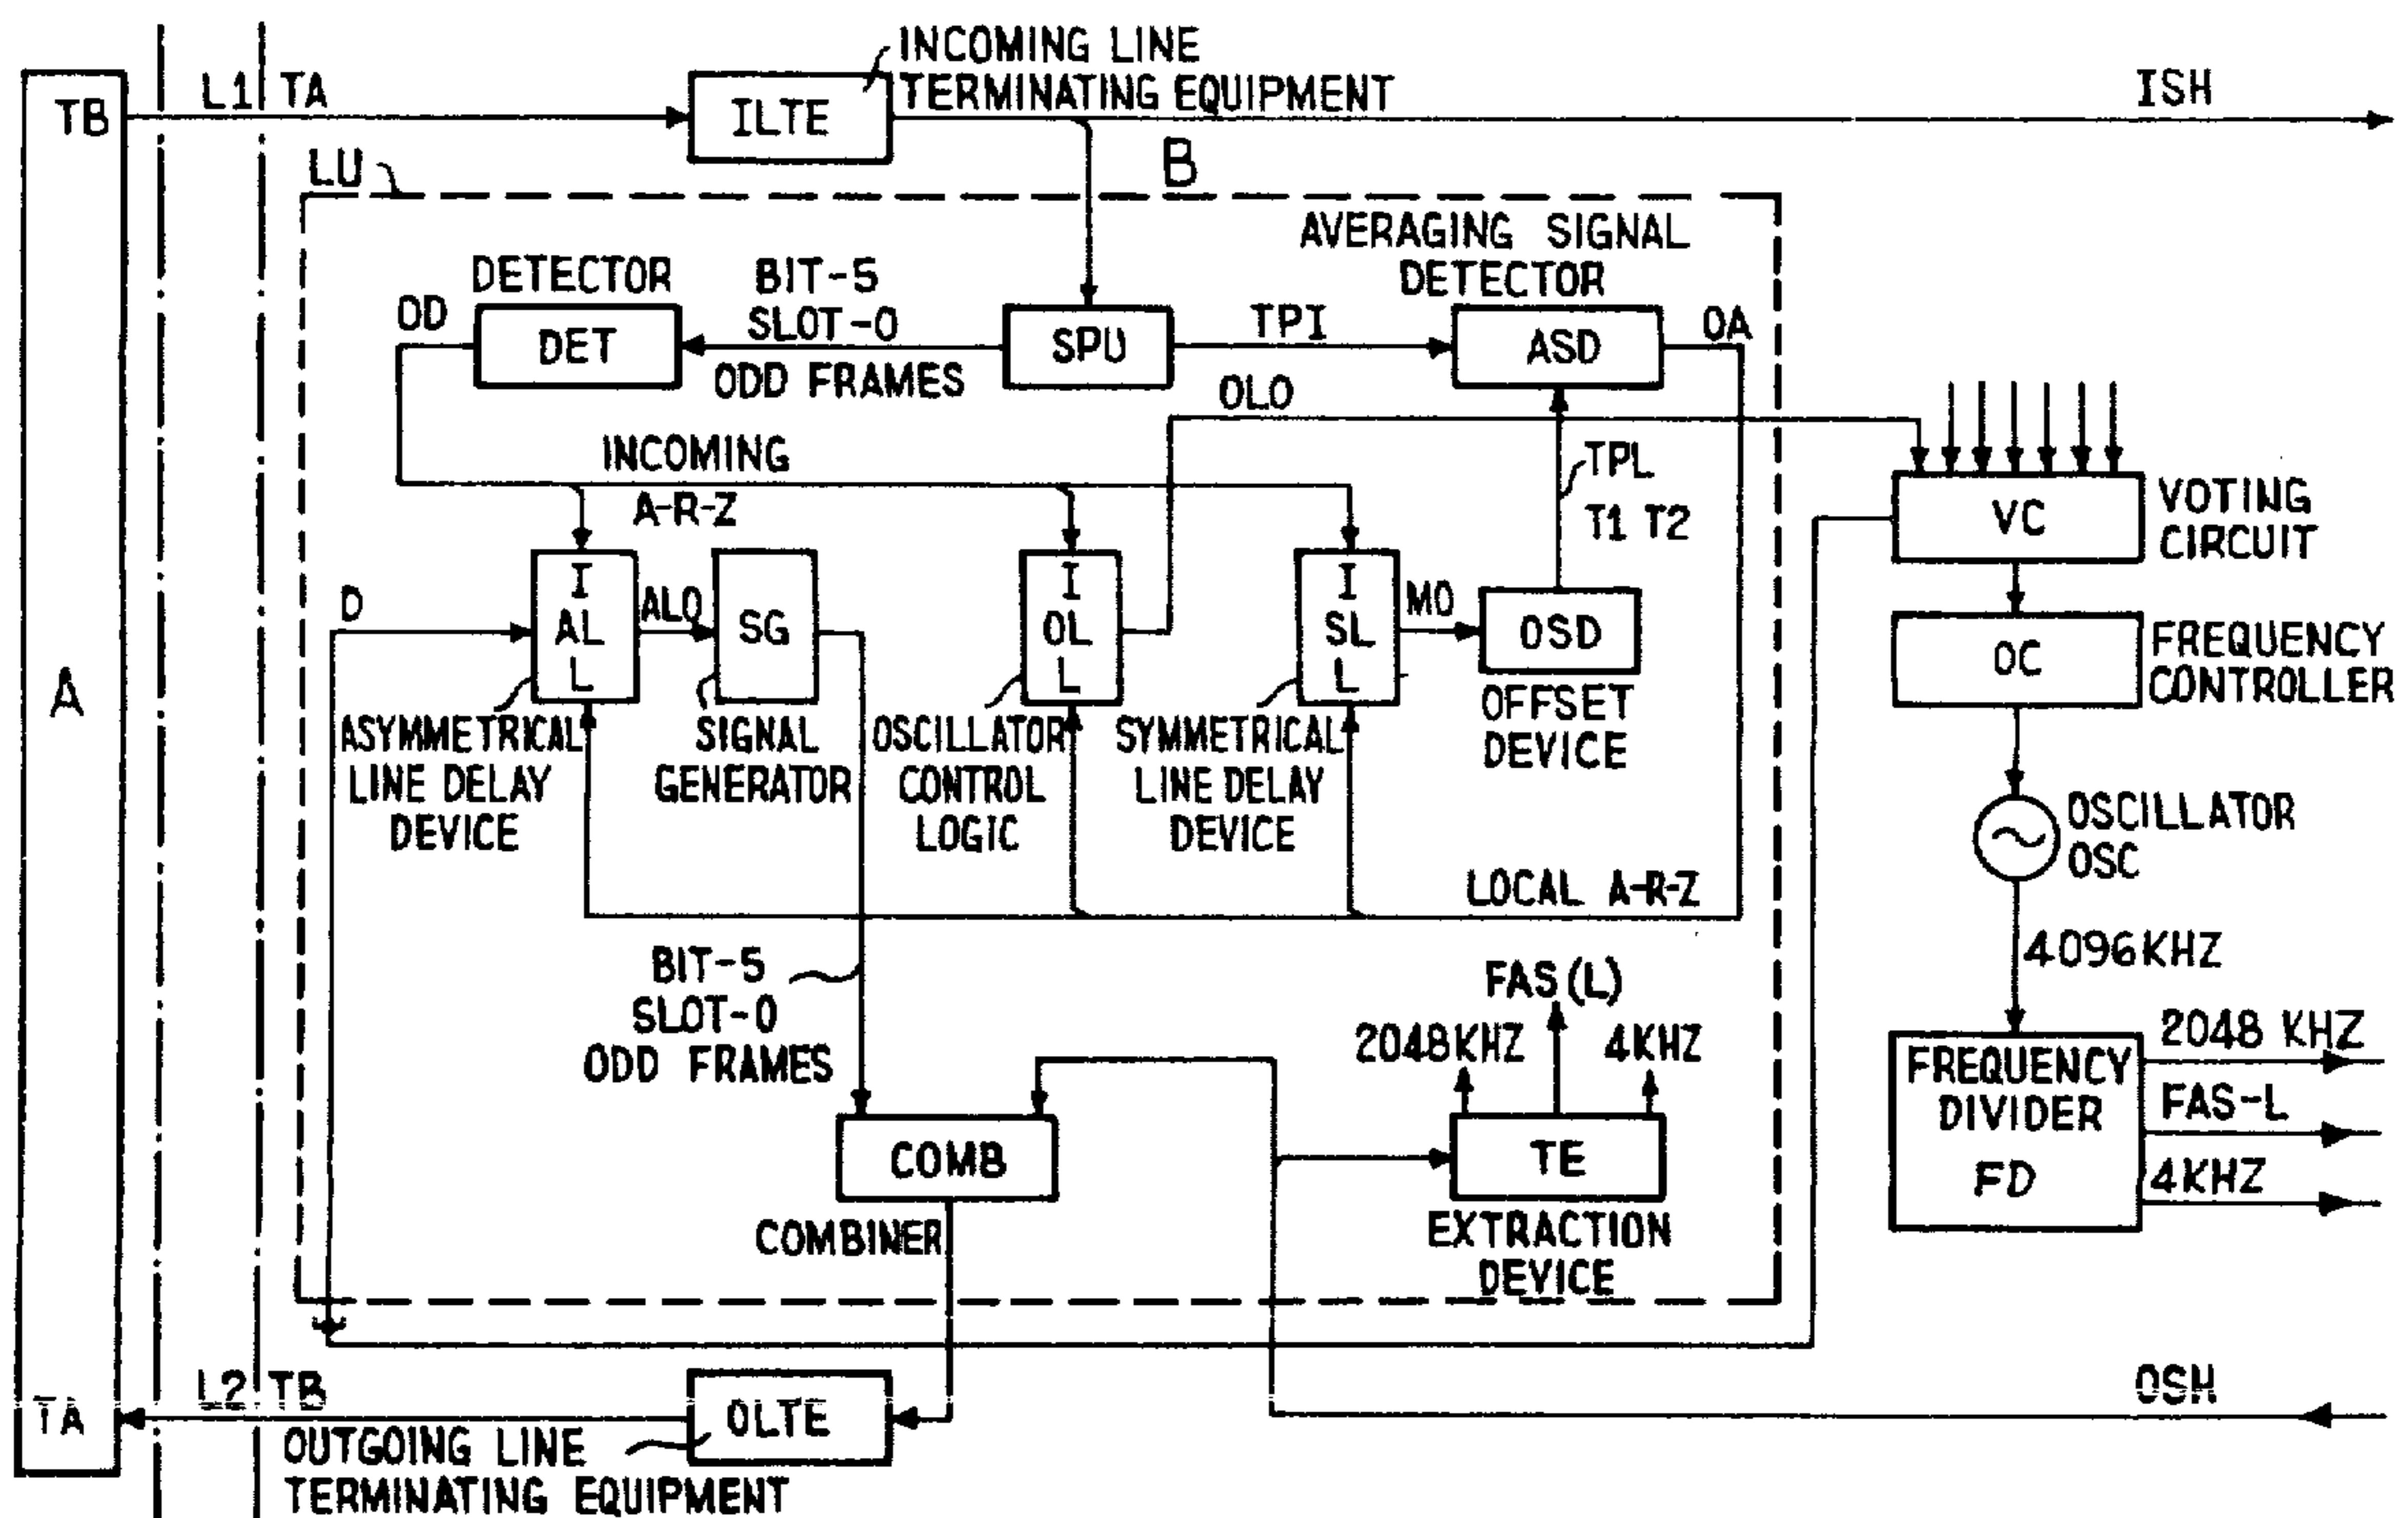 INCOMING LINE
TERMINATING EQUIPMENT
TB
L1 TA
ILTE
ISH
LU
B
AVERAGING SIGNAL
DETECTOR
DETECTOR
BIT-5
SLOT-0
ODD FRAMES
OD
DET
SPU
TPI
ASD
OA
OLO
INCOMING
A-R-Z
TPL
T1 T2
VC
VOTING
CIRCUIT
D
I
AL
L
ALO
SG
I
OL
L
I
SL
L
MO
OSD
OC
FREQUENCY
CONTROLLER
A
ASYMMETRICAL
LINE DELAY
DEVICE
SIGNAL
GENERATOR
OSCILLATOR
CONTROL
LOGIC
SYMMETRICAL
LINE DELAY
DEVICE
OFFSET
DEVICE
OSCILLATOR
OSC
LOCAL A-R-Z
4096KHZ
BIT-5
SLOT-0
ODD FRAMES
FAS(L)
2048KHZ
4KHZ
FREQUENCY
DIVIDER
FD
2048 KHZ
FAS-L
4KHZ
COMB
TE
COMBINER
EXTRACTION
DEVICE
TA
L2 TB
OLTE
OSH
OUTGOING LINE
TERMINATING EQUIPMENT